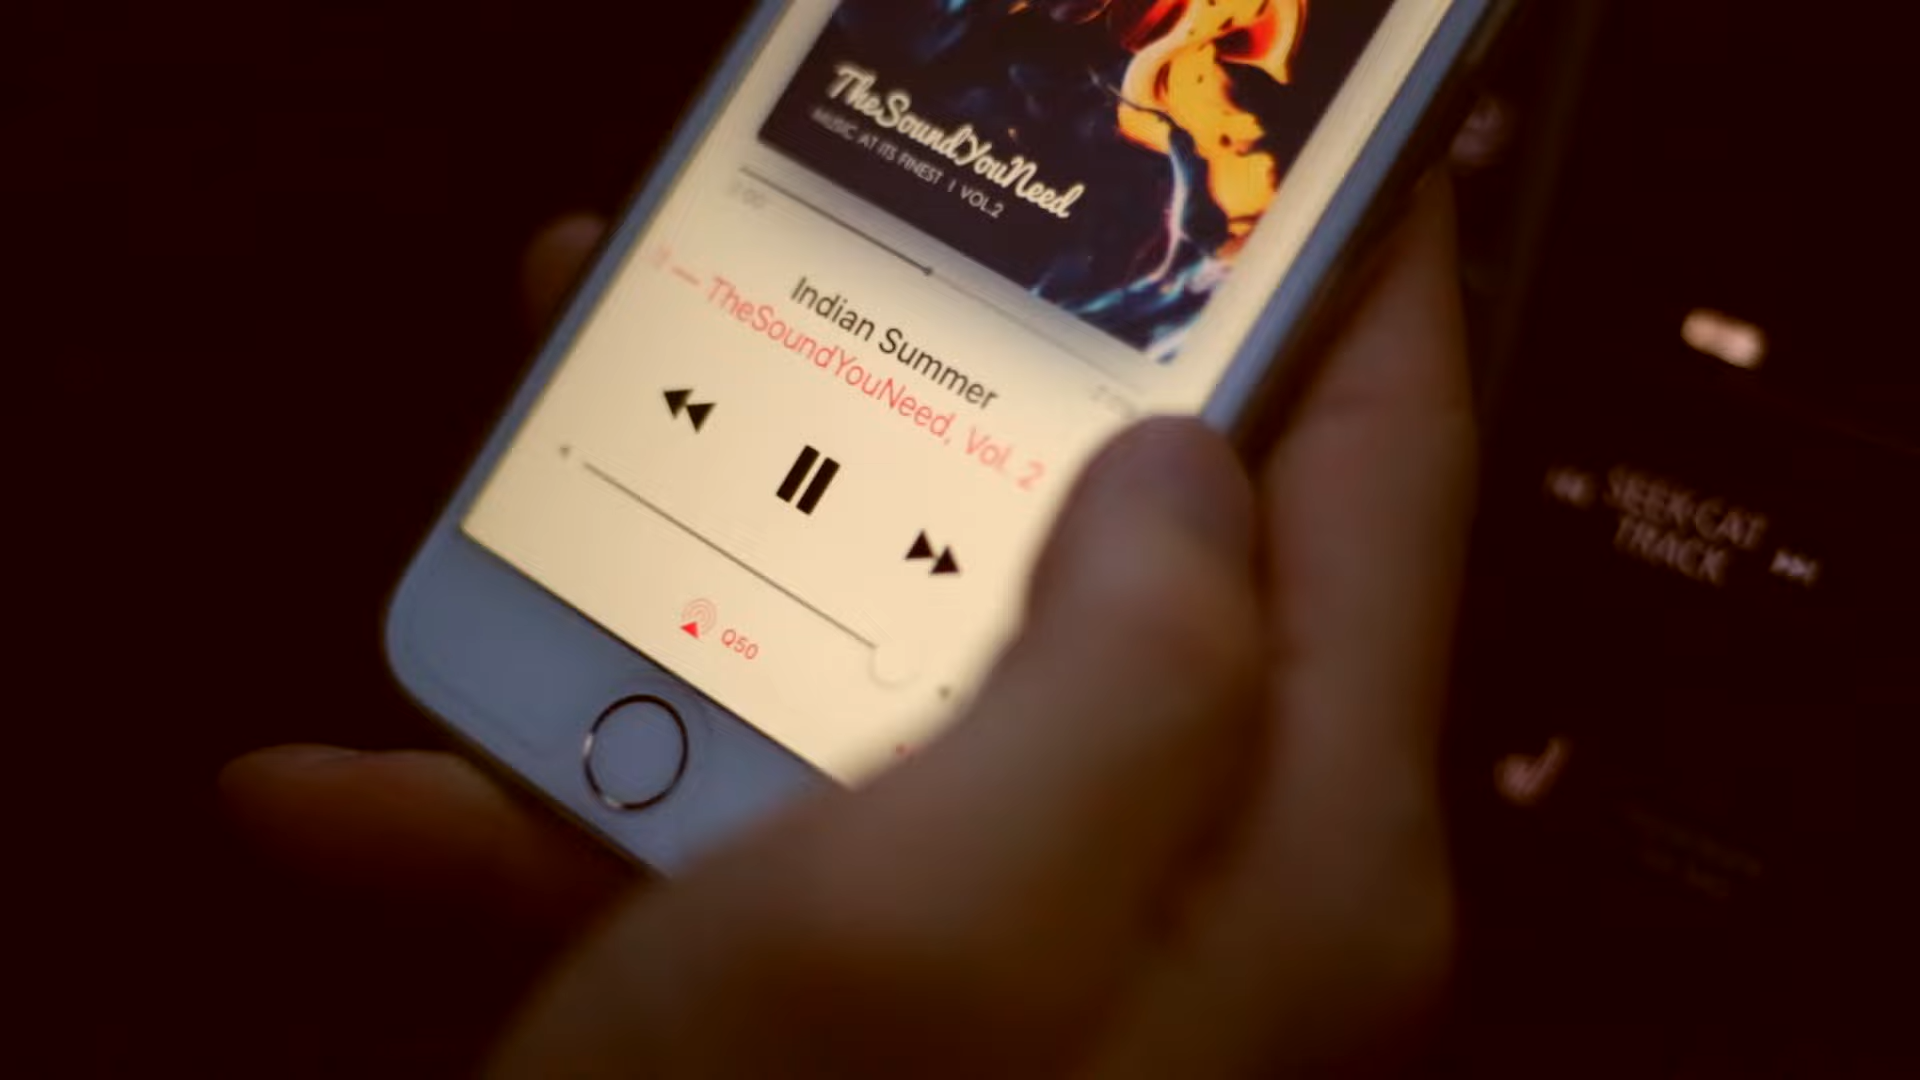 TheSoundYouNeed
MUSIC AT ITS FINEST | VOL.2
Indian Summer
— TheSoundYouNeed, Vol. 2
Q50
SEEK·CAT
TRACK